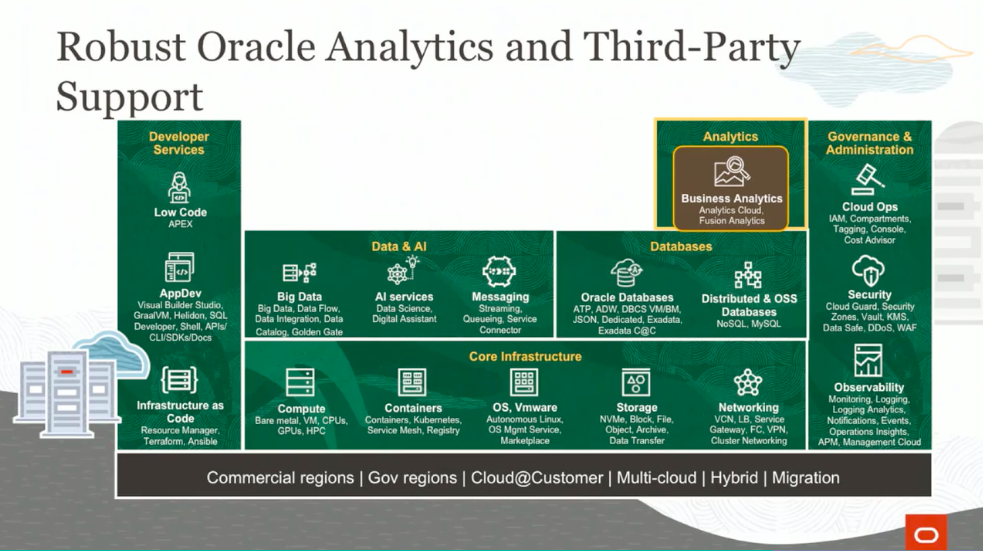 Robust Oracle Analytics and Third-Party
Support
Developer
Services
Low Code
APEX
AppDev
Visual Builder Studio,
GraalVM, Helidon, SQL
Developer, Shell, APIs/
CLI/SDKs/Docs
Infrastructure as
Code
Resource Manager,
Terraform, Ansible
Data & AI
Big Data
Big Data, Data Flow,
Data Integration, Data
Catalog, Golden Gate
AI services
Data Science,
Digital Assistant
Messaging
Streaming,
Queueing, Service
Connector
Analytics
Business Analytics
Analytics Cloud,
Fusion Analytics
Databases
Oracle Databases
ATP, ADW, DBCS VM/BM,
JSON, Dedicated, Exadata,
Exadata C@C
Distributed & OSS
Databases
NoSQL, MySQL
Core Infrastructure
Compute
Bare metal, VM, CPUs,
GPUs, HPC
Containers
Containers, Kubernetes,
Service Mesh, Registry
OS, Vmware
Autonomous Linux,
OS Mgmt Service,
Marketplace
Storage
NVMe, Block, File,
Object, Archive,
Data Transfer
Networking
VCN, LB, Service
Gateway, FC, VPN,
Cluster Networking
Governance &
Administration
Cloud Ops
IAM, Compartments,
Tagging, Console,
Cost Advisor
Security
Cloud Guard, Security
Zones, Vault, KMS,
Data Safe, DDoS, WAF
Observability
Monitoring, Logging,
Logging Analytics,
Notifications, Events,
Operations Insights,
APM, Management Cloud
Commercial regions | Gov regions | Cloud@Customer | Multi-cloud | Hybrid | Migration